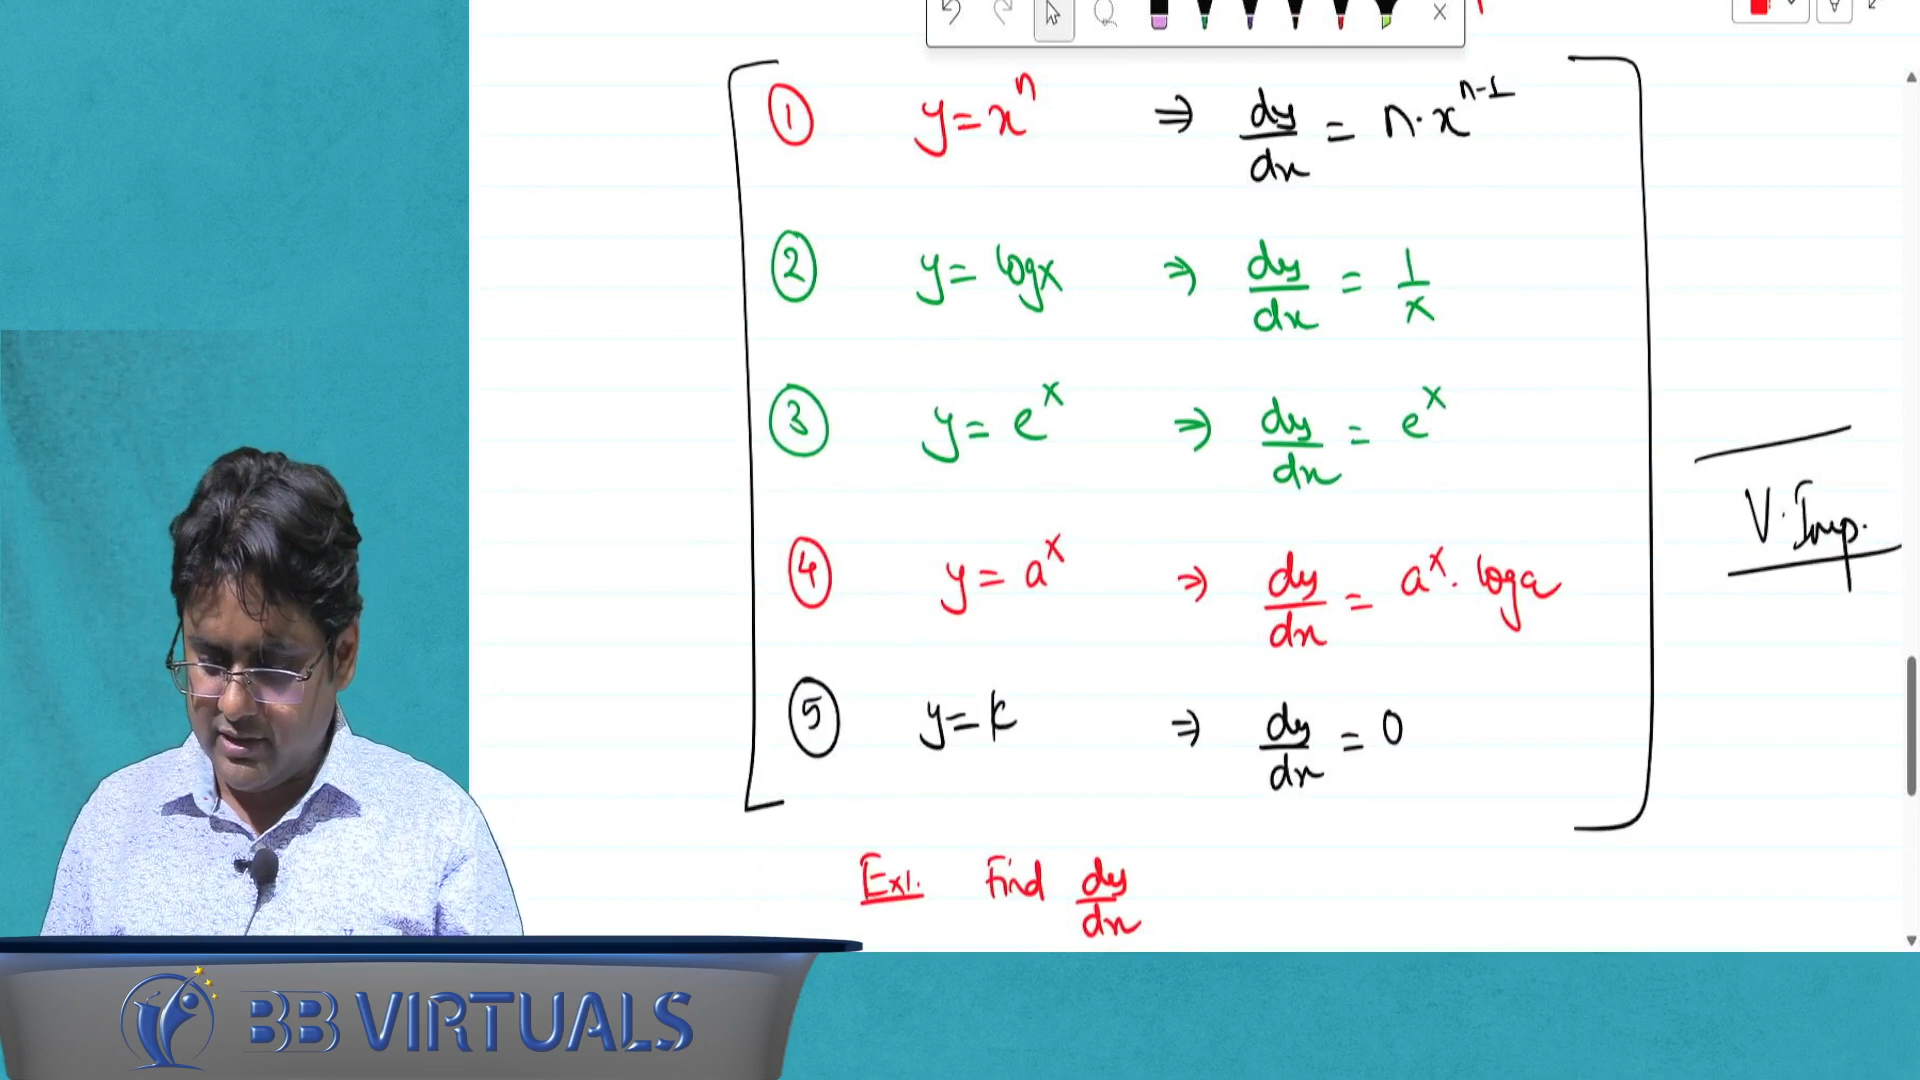 ① y = xⁿ ⇒ dy/dx = n·xⁿ⁻¹
② y = logx ⇒ dy/dx = 1/x
③ y = eˣ ⇒ dy/dx = eˣ
④ y = aˣ ⇒ dy/dx = aˣ·loga
⑤ y = k ⇒ dy/dx = 0
V. Imp.
Ex1. Find dy/dx
BB VIRTUALS